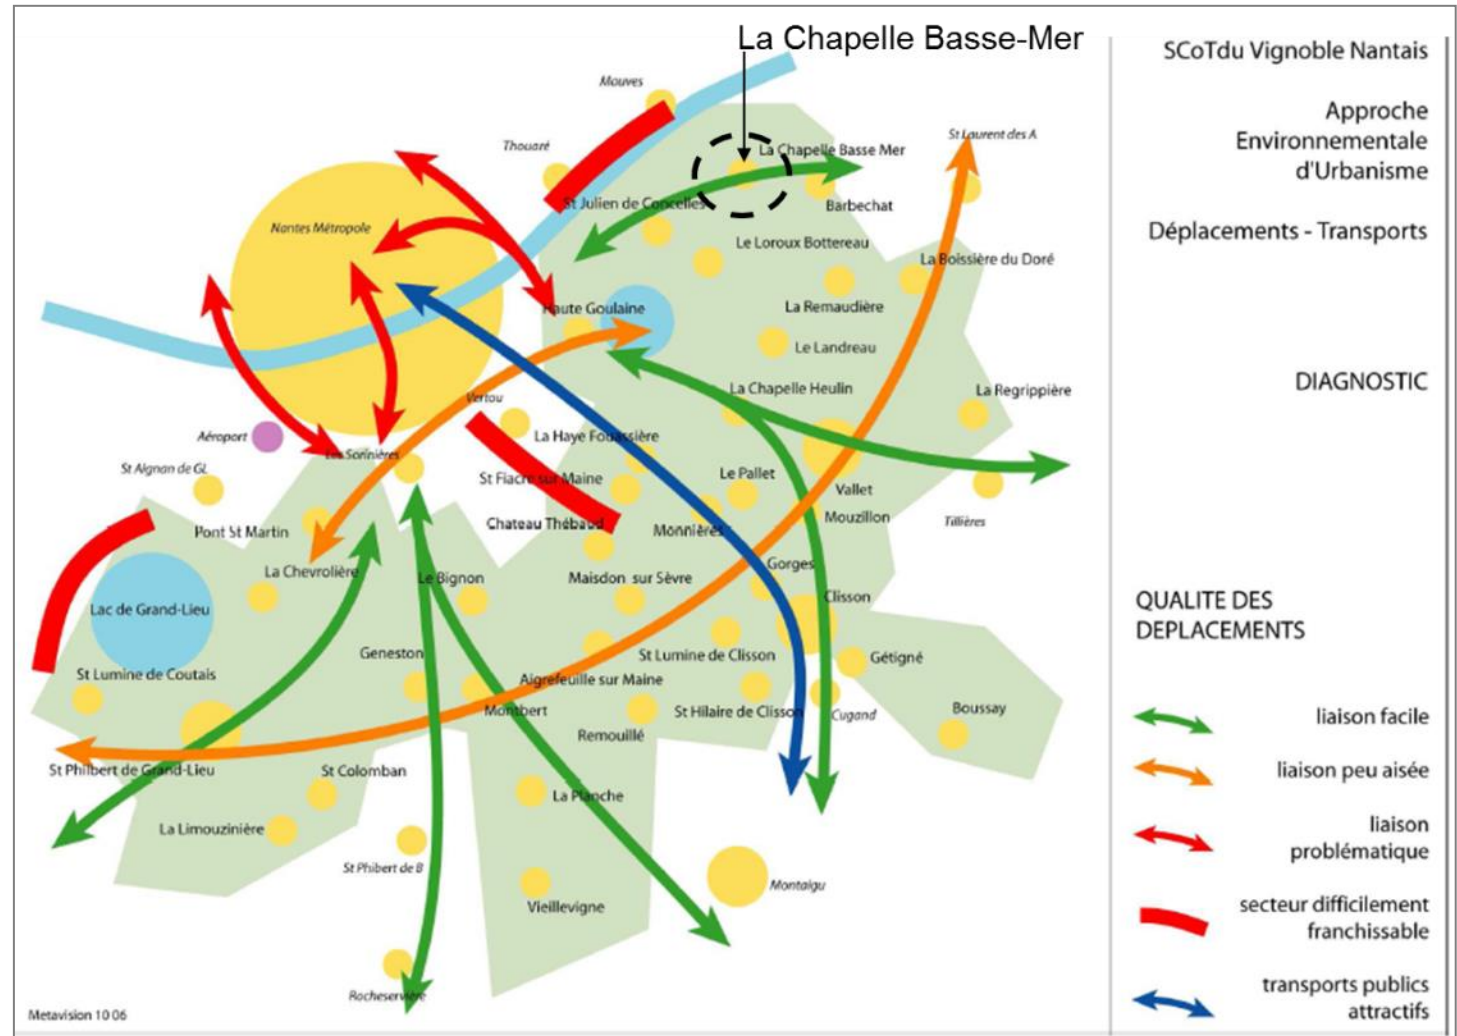 La Chapelle Basse-Mer
SCoTdu Vignoble Nantais
Approche
Environnementale
d'Urbanisme
Déplacements - Transports
DIAGNOSTIC
Mauves
Thouaré
La Chapelle Basse Mer
St Laurent des A
St Julien de Concelles
Barbechat
Nantes Métropole
Le Loroux Bottereau
La Boissière du Doré
Haute Goulaine
La Remaudière
Le Landreau
La Chapelle Heulin
La Regrippière
Vertou
Aéroport
La Haye Fouassière
Les Sorinières
St Aignan de GL
St Fiacre sur Maine
Le Pallet
Vallet
Chateau Thébaud
Monnières
Mouzillon
Tillières
Pont St Martin
La Chevrolière
Le Bignon
Maisdon sur Sèvre
Gorges
Clisson
Lac de Grand-Lieu
Geneston
St Lumine de Clisson
Gétigné
St Lumine de Coutais
Aigrefeuille sur Maine
Montbert
St Hilaire de Clisson
Cugand
Boussay
Remouillé
St Philbert de Grand-Lieu
St Colomban
La Planche
La Limouzinière
St Phibert de B
Montaigu
Vieillevigne
Rocheservière
Metavision 10 06
QUALITE DES
DEPLACEMENTS
liaison facile
liaison peu aisée
liaison
problématique
secteur difficilement
franchissable
transports publics
attractifs